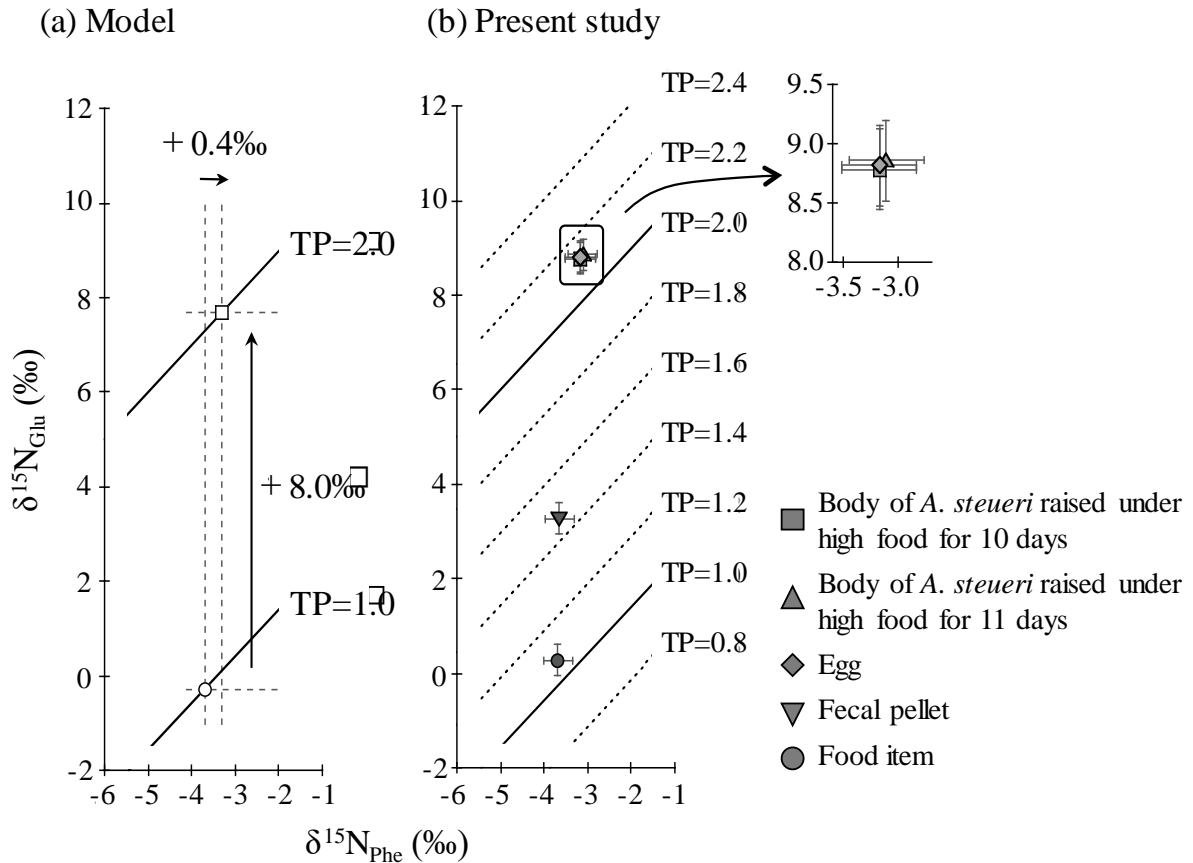 (a) Model
(b) Present study
12
10
8
6
4
2
0
-2
-6
-5
-4
-3
-2
-1
δ¹⁵N_Glu (‰)
δ¹⁵N_Phe (‰)
+ 0.4‰
TP=2.0
+ 8.0‰
TP=1.0
12
10
8
6
4
2
0
-2
-6
-5
-4
-3
-2
-1
TP=2.4
TP=2.2
TP=2.0
TP=1.8
TP=1.6
TP=1.4
TP=1.2
TP=1.0
TP=0.8
9.5
9.0
8.5
8.0
-3.5
-3.0
Body of A. steueri raised under
high food for 10 days
Body of A. steueri raised under
high food for 11 days
Egg
Fecal pellet
Food item